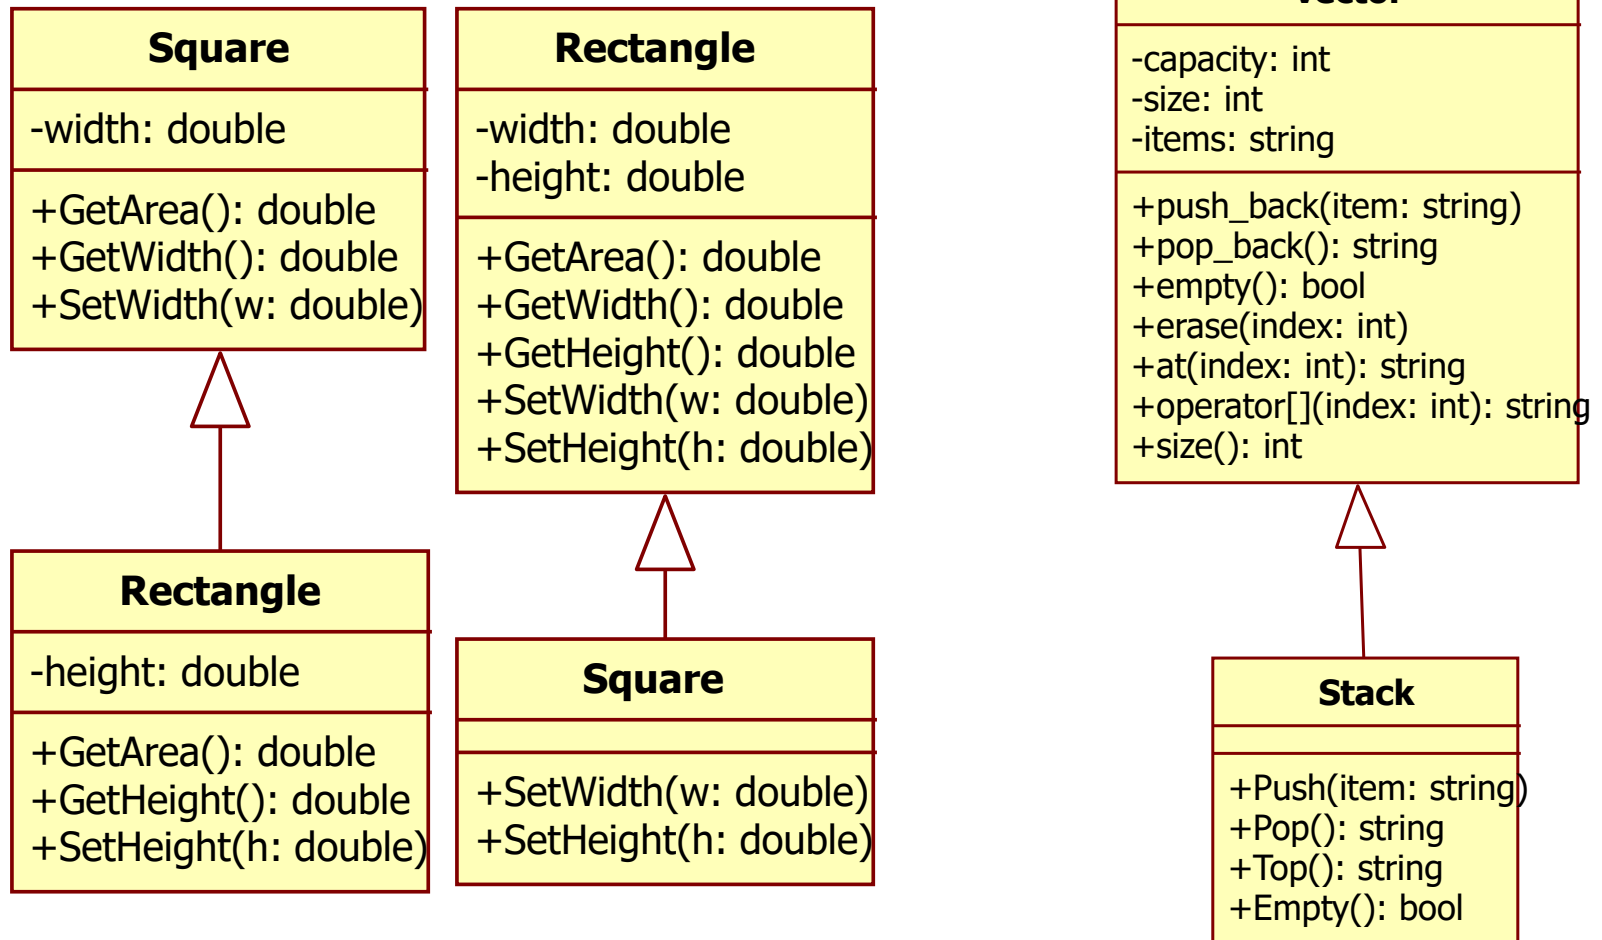 Square
-width: double
+GetArea(): double
+GetWidth(): double
+SetWidth(w: double)
Rectangle
-height: double
+GetArea(): double
+GetHeight(): double
+SetHeight(h: double)
Rectangle
-width: double
-height: double
+GetArea(): double
+GetWidth(): double
+GetHeight(): double
+SetWidth(w: double)
+SetHeight(h: double)
Square
+SetWidth(w: double)
+SetHeight(h: double)
Vector
-capacity: int
-size: int
-items: string
+push_back(item: string)
+pop_back(): string
+empty(): bool
+erase(index: int)
+at(index: int): string
+operator[](index: int): string
+size(): int
Stack
+Push(item: string)
+Pop(): string
+Top(): string
+Empty(): bool